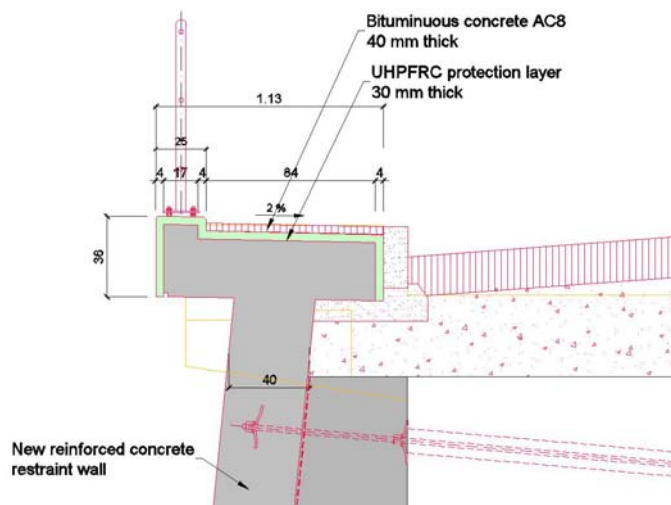 Bituminuous concrete AC8
40 mm thick
UHPFRC protection layer
30 mm thick
1.13
25
4 17 4 84 4
2 %
36
40
New reinforced concrete
restraint wall